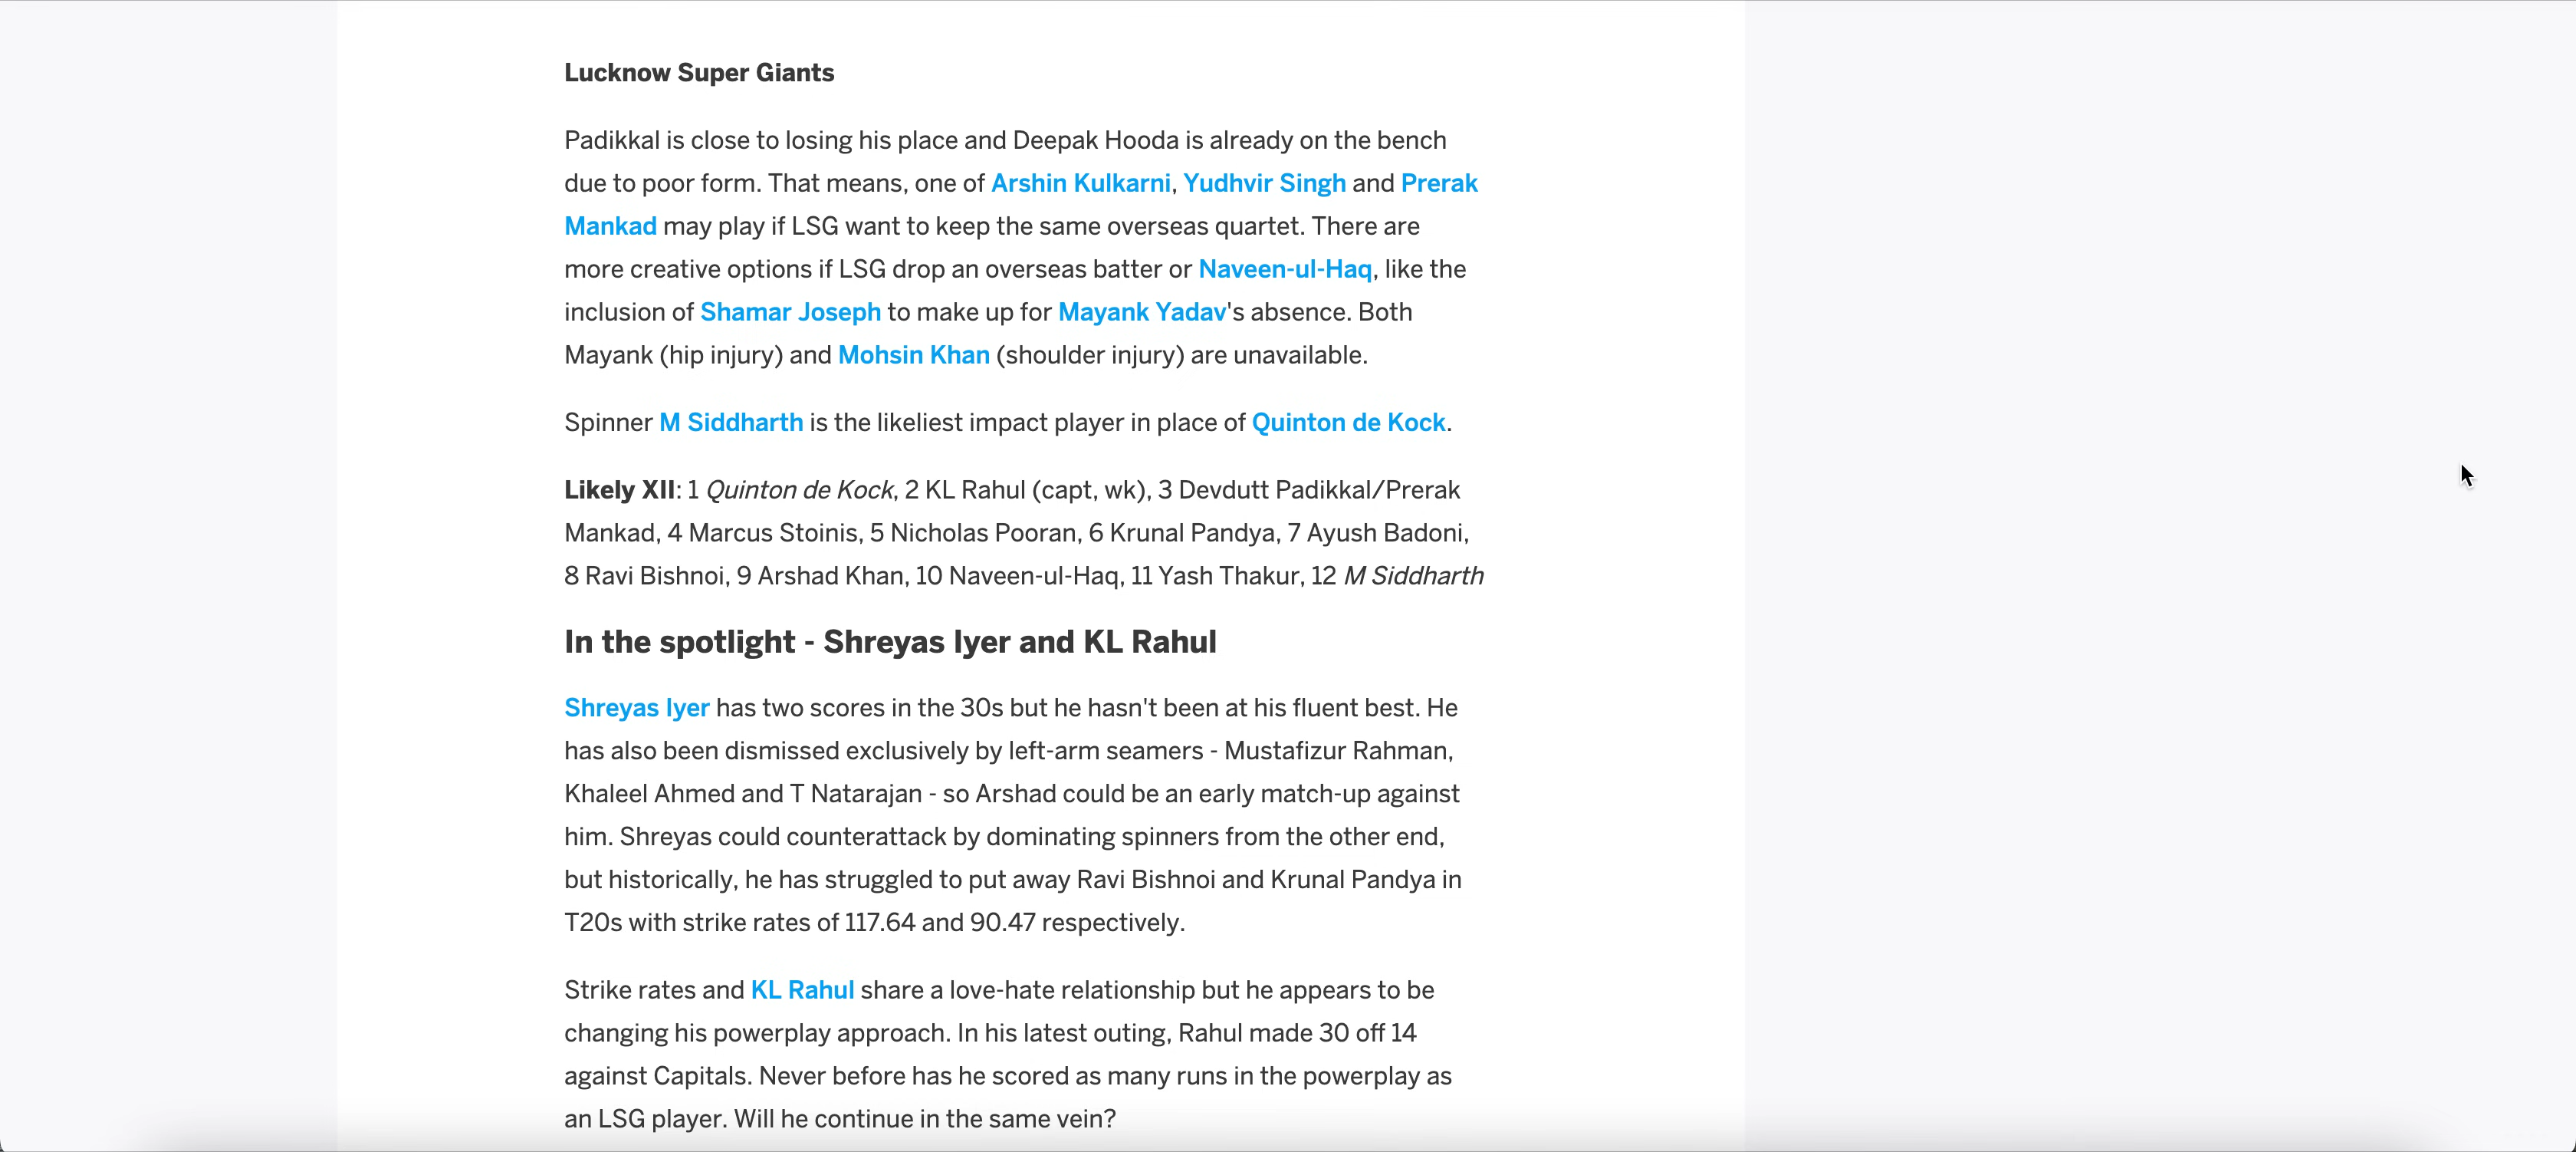 Lucknow Super Giants
Padikkal is close to losing his place and Deepak Hooda is already on the bench
due to poor form. That means, one of Arshin Kulkarni, Yudhvir Singh and Prerak
Mankad may play if LSG want to keep the same overseas quartet. There are
more creative options if LSG drop an overseas batter or Naveen-ul-Haq, like the
inclusion of Shamar Joseph to make up for Mayank Yadav's absence. Both
Mayank (hip injury) and Mohsin Khan (shoulder injury) are unavailable.
Spinner M Siddharth is the likeliest impact player in place of Quinton de Kock.
Likely XII: 1 Quinton de Kock, 2 KL Rahul (capt, wk), 3 Devdutt Padikkal/Prerak
Mankad, 4 Marcus Stoinis, 5 Nicholas Pooran, 6 Krunal Pandya, 7 Ayush Badoni,
8 Ravi Bishnoi, 9 Arshad Khan, 10 Naveen-ul-Haq, 11 Yash Thakur, 12 M Siddharth
In the spotlight - Shreyas Iyer and KL Rahul
Shreyas Iyer has two scores in the 30s but he hasn't been at his fluent best. He
has also been dismissed exclusively by left-arm seamers - Mustafizur Rahman,
Khaleel Ahmed and T Natarajan - so Arshad could be an early match-up against
him. Shreyas could counterattack by dominating spinners from the other end,
but historically, he has struggled to put away Ravi Bishnoi and Krunal Pandya in
T20s with strike rates of 117.64 and 90.47 respectively.
Strike rates and KL Rahul share a love-hate relationship but he appears to be
changing his powerplay approach. In his latest outing, Rahul made 30 off 14
against Capitals. Never before has he scored as many runs in the powerplay as
an LSG player. Will he continue in the same vein?